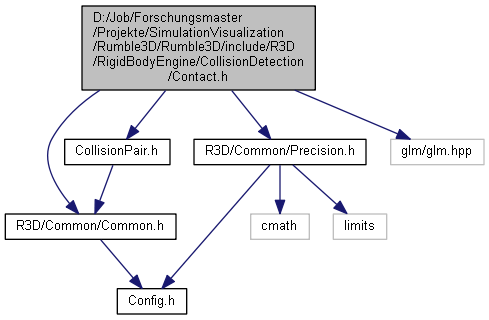 D:/Job/Forschungsmaster
/Projekte/SimulationVisualization
/Rumble3D/Rumble3D/include/R3D
/RigidBodyEngine/CollisionDetection
/Contact.h
CollisionPair.h
R3D/Common/Precision.h
glm/glm.hpp
R3D/Common/Common.h
cmath
limits
Config.h